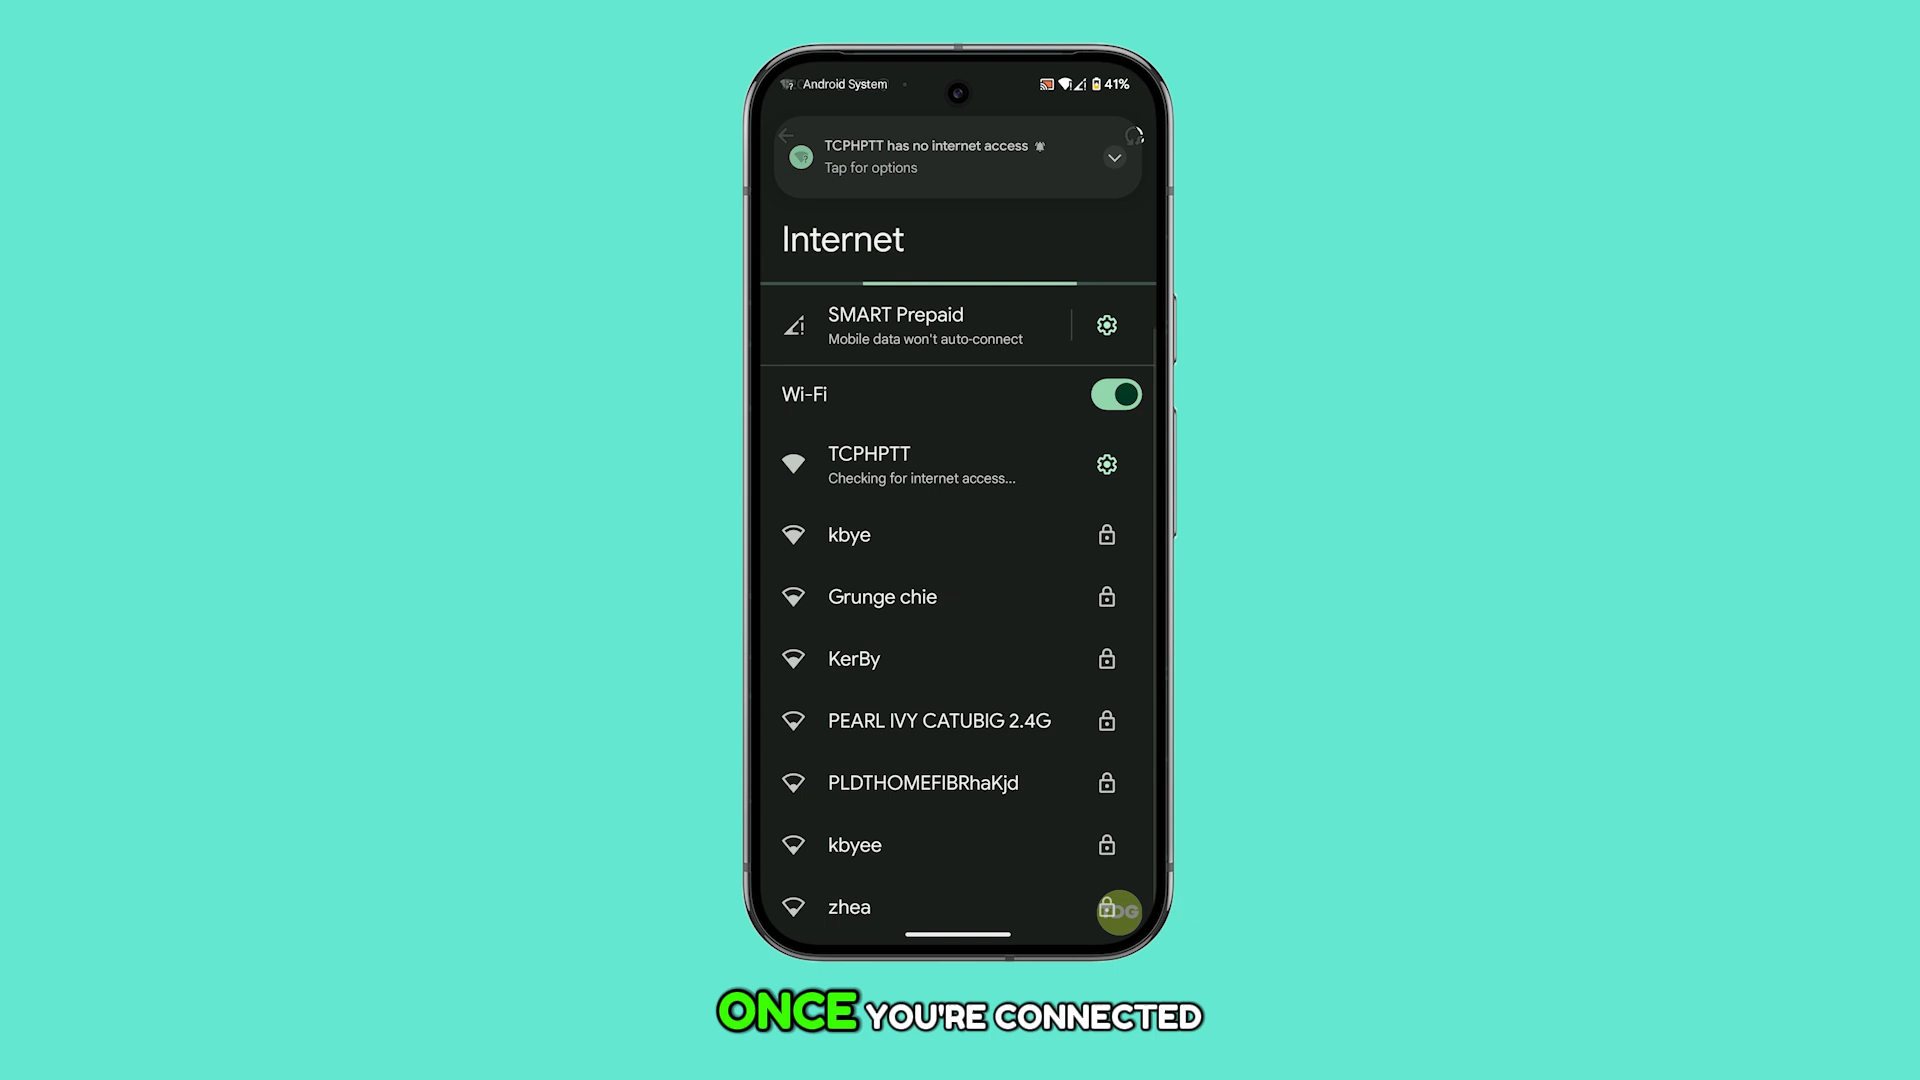 Android System
41%
TCPHPTT has no internet access
Tap for options
Internet
SMART Prepaid
Mobile data won't auto-connect
Wi-Fi
TCPHPTT
Checking for internet access...
kbye
Grunge chie
KerBy
PEARL IVY CATUBIG 2.4G
PLDTHOMEFIBRhaKjd
kbyee
zhea
ONCE YOU'RE CONNECTED